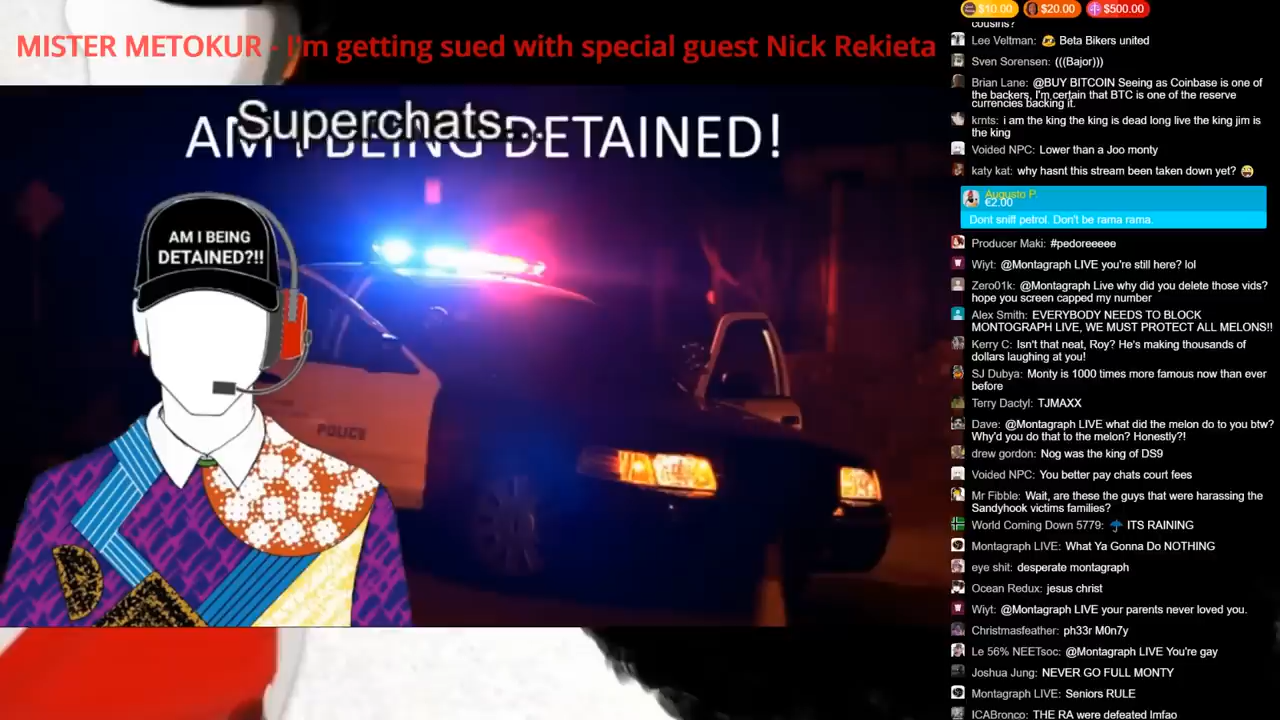 MISTER METOKUR - I'm getting sued with special guest Nick Rekieta
Superchats...
AM I BEING DETAINED!
AM I BEING
DETAINED?!!
POLICE
$10.00
$20.00
$500.00
cousins?
Lee Veltman: Beta Bikers united
Sven Sorensen: (((Bajor)))
Brian Lane: @BUY BITCOIN Seeing as Coinbase is one of
the backers, I'm certain that BTC is one of the reserve
currencies backing it.
krnts: i am the king the king is dead long live the king jim is
the king
Voided NPC: Lower than a Joo monty
katy kat: why hasnt this stream been taken down yet? 😄
Augusto P.
€2.00
Dont sniff petrol. Don't be rama rama.
Producer Maki: #pedoreeeee
Wiyt: @Montagraph LIVE you're still here? lol
Zero01k: @Montagraph Live why did you delete those vids?
hope you screen capped my number
Alex Smith: EVERYBODY NEEDS TO BLOCK
MONTOGRAPH LIVE, WE MUST PROTECT ALL MELONS!!
Kerry C: Isn't that neat, Roy? He's making thousands of
dollars laughing at you!
SJ Dubya: Monty is 1000 times more famous now than ever
before
Terry Dactyl: TJMAXX
Dave: @Montagraph LIVE what did the melon do to you btw?
Why'd you do that to the melon? Honestly?!
drew gordon: Nog was the king of DS9
Voided NPC: You better pay chats court fees
Mr Fibble: Wait, are these the guys that were harassing the
Sandyhook victims families?
World Coming Down 5779: ☂ ITS RAINING
Montagraph LIVE: What Ya Gonna Do NOTHING
eye shit: desperate montagraph
Ocean Redux: jesus christ
Wiyt: @Montagraph LIVE your parents never loved you.
Christmasfeather: ph33r M0n7y
Le 56% NEETsoc: @Montagraph LIVE You're gay
Joshua Jung: NEVER GO FULL MONTY
Montagraph LIVE: Seniors RULE
ICABronco: THE RA were defeated lmfao